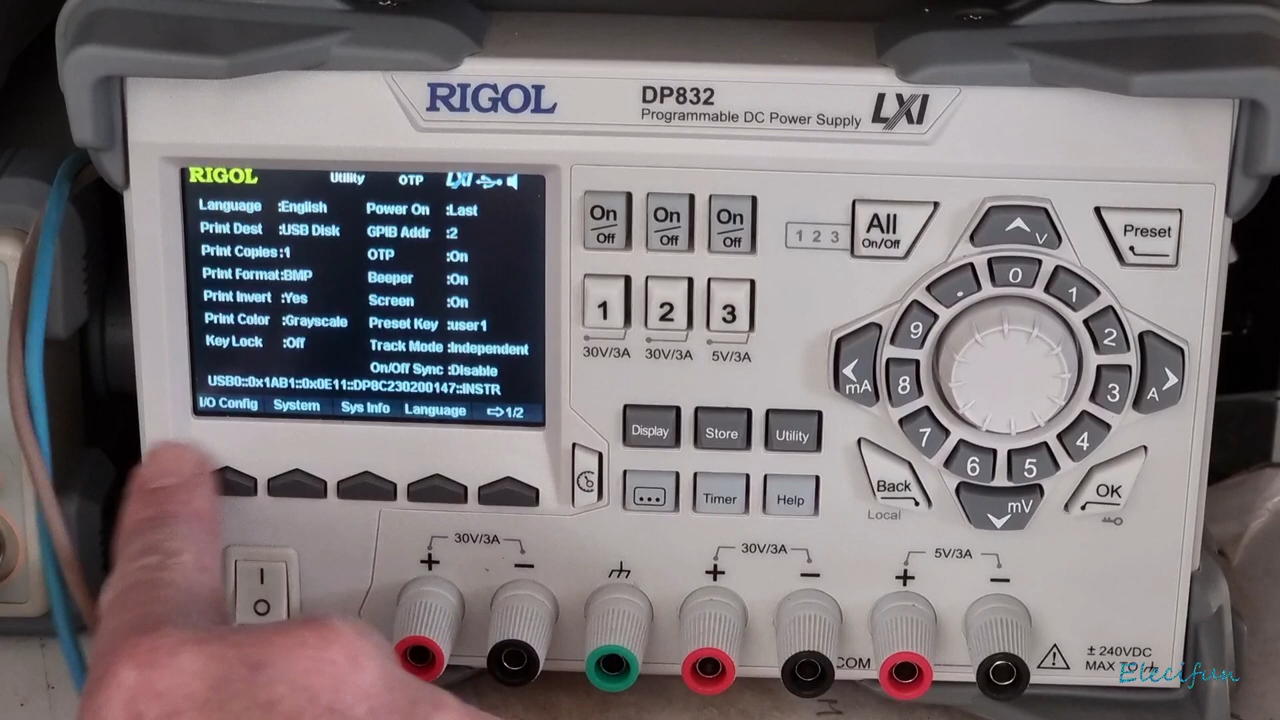 RIGOL
DP832
Programmable DC Power Supply
LXI
RIGOL Utility OTP LXI
Language :English
Print Dest :USB Disk
Print Copies:1
Print Format:BMP
Print Invert :Yes
Print Color :Grayscale
Key Lock :Off
Power On :Last
GPIB Addr :2
OTP :On
Beeper :On
Screen :On
Preset Key :user1
Track Mode :Independent
On/Off Sync :Disable
USB0::0x1AB1::0x0E11::DP8C230200147::INSTR
I/O Config System Sys Info Language 1/2
On/Off On/Off On/Off
1 2 3
All On/Off
1 2 3
30V/3A 30V/3A 5V/3A
Display Store Utility
... Timer Help
Preset
V
. 0 1
9 2
mA A
8 3
7 4
6 5
mV
Back
Local
OK
I
O
30V/3A 30V/3A 5V/3A
+ − + − + −
COM
± 240VDC
MAX TO
Elecifun